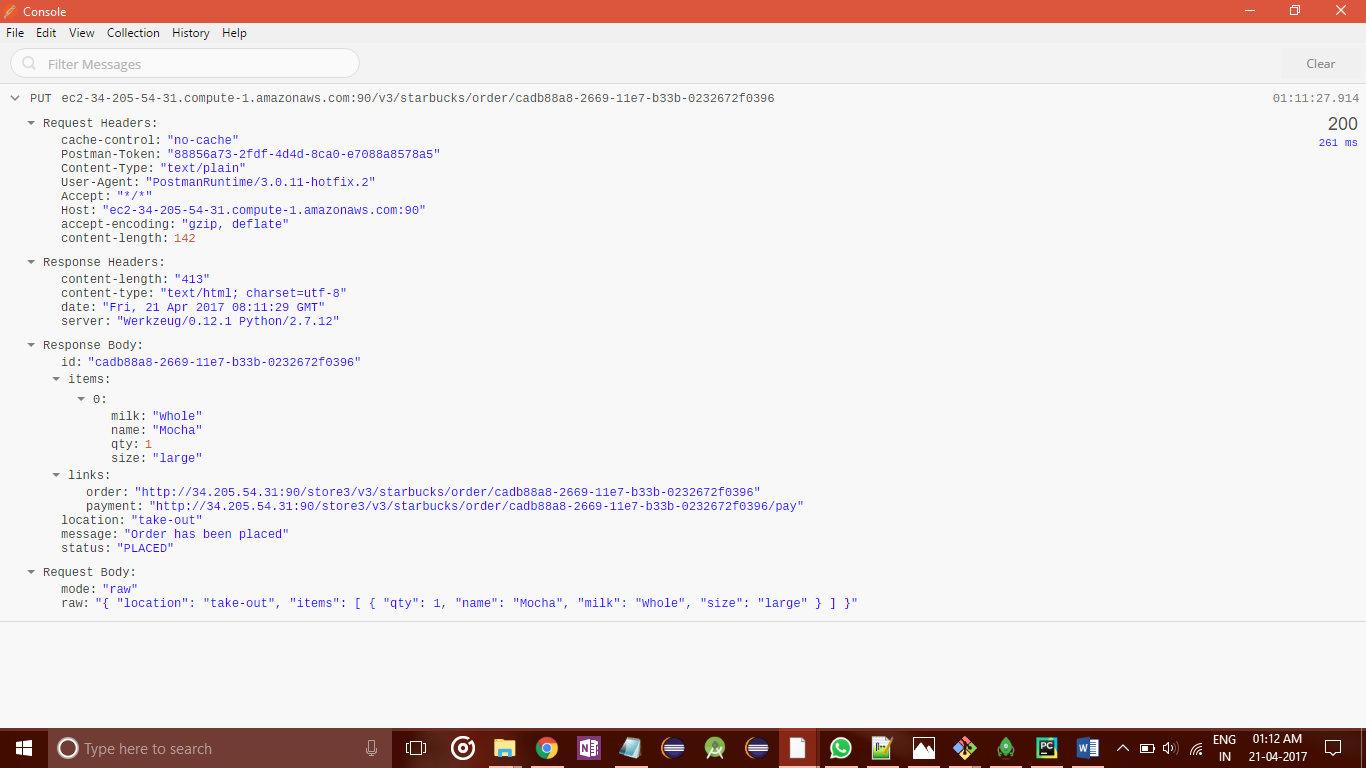 Console
File Edit View Collection History Help
Filter Messages
Clear
PUT ec2-34-205-54-31.compute-1.amazonaws.com:90/v3/starbucks/order/cadb88a8-2669-11e7-b33b-0232672f0396 01:11:27.914
Request Headers: 200
cache-control: "no-cache" 261 ms
Postman-Token: "88856a73-2fdf-4d4d-8ca0-e7088a8578a5"
Content-Type: "text/plain"
User-Agent: "PostmanRuntime/3.0.11-hotfix.2"
Accept: "*/*"
Host: "ec2-34-205-54-31.compute-1.amazonaws.com:90"
accept-encoding: "gzip, deflate"
content-length: 142
Response Headers:
content-length: "413"
content-type: "text/html; charset=utf-8"
date: "Fri, 21 Apr 2017 08:11:29 GMT"
server: "Werkzeug/0.12.1 Python/2.7.12"
Response Body:
id: "cadb88a8-2669-11e7-b33b-0232672f0396"
items:
0:
milk: "Whole"
name: "Mocha"
qty: 1
size: "large"
links:
order: "http://34.205.54.31:90/store3/v3/starbucks/order/cadb88a8-2669-11e7-b33b-0232672f0396"
payment: "http://34.205.54.31:90/store3/v3/starbucks/order/cadb88a8-2669-11e7-b33b-0232672f0396/pay"
location: "take-out"
message: "Order has been placed"
status: "PLACED"
Request Body:
mode: "raw"
raw: "{ "location": "take-out", "items": [ { "qty": 1, "name": "Mocha", "milk": "Whole", "size": "large" } ] }"
Type here to search
N
PC
W
ENG
IN
01:12 AM
21-04-2017